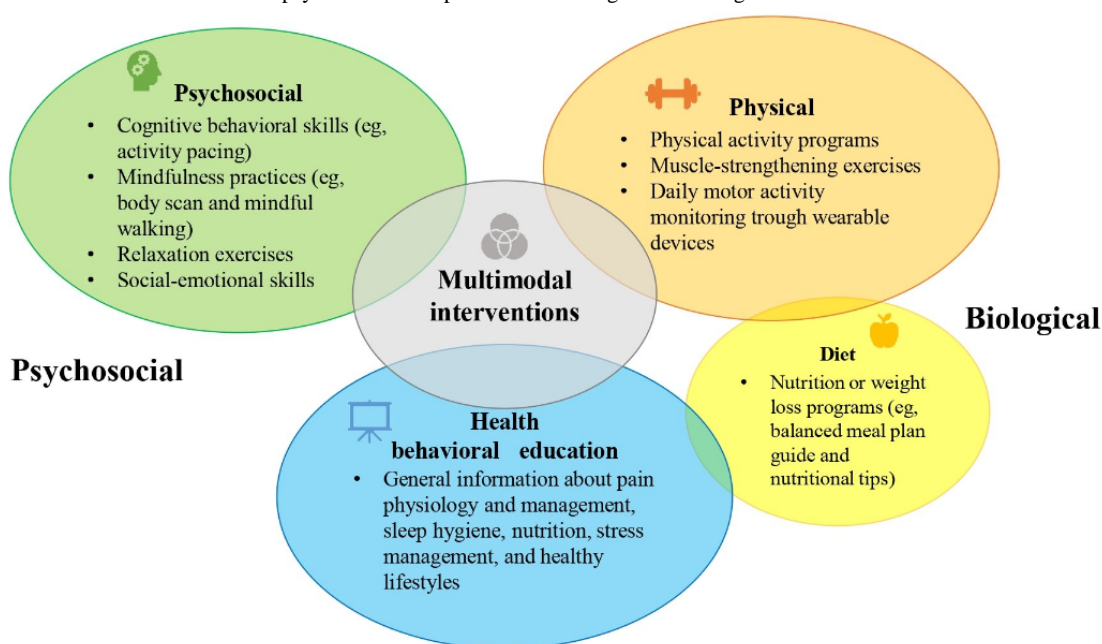 Psychosocial
• Cognitive behavioral skills (eg,
activity pacing)
• Mindfulness practices (eg,
body scan and mindful
walking)
• Relaxation exercises
• Social-emotional skills
Physical
• Physical activity programs
• Muscle-strengthening exercises
• Daily motor activity
monitoring trough wearable
devices
Multimodal
interventions
Biological
Psychosocial
Diet
• Nutrition or weight
loss programs (eg,
balanced meal plan
guide and
nutritional tips)
Health
behavioral education
• General information about pain
physiology and management,
sleep hygiene, nutrition, stress
management, and healthy
lifestyles